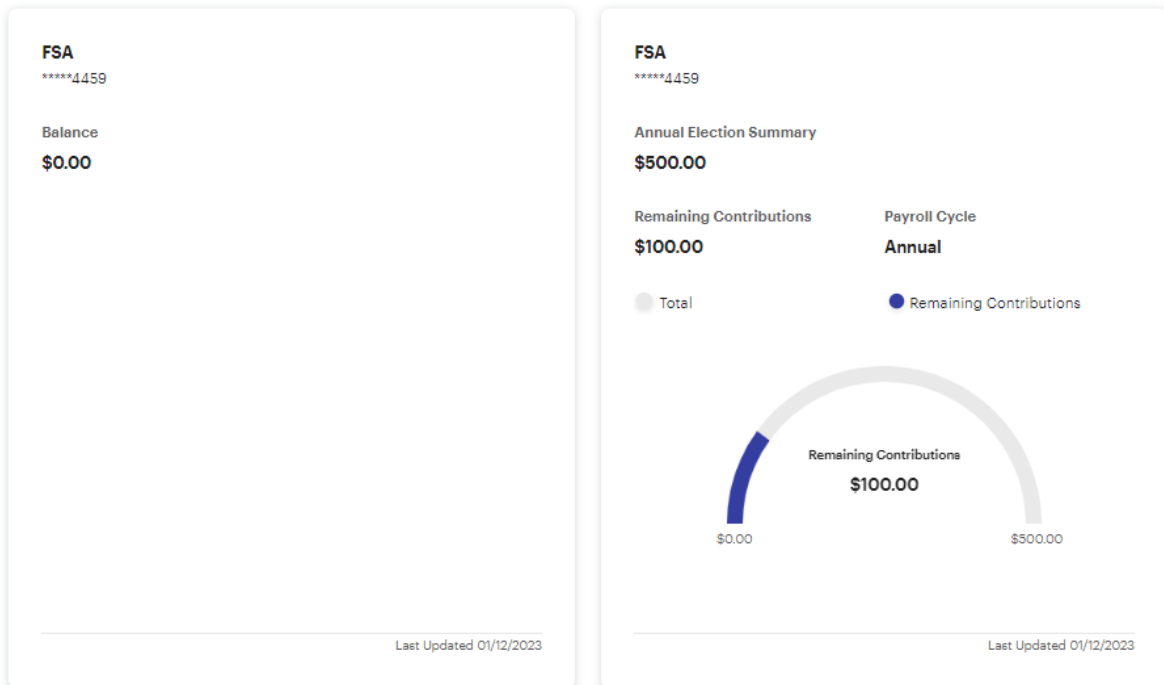 FSA
*****4459
Balance
$0.00
Last Updated 01/12/2023
FSA
*****4459
Annual Election Summary
$500.00
Remaining Contributions Payroll Cycle
$100.00 Annual
Total Remaining Contributions
Remaining Contributions
$100.00
$0.00 $500.00
Last Updated 01/12/2023